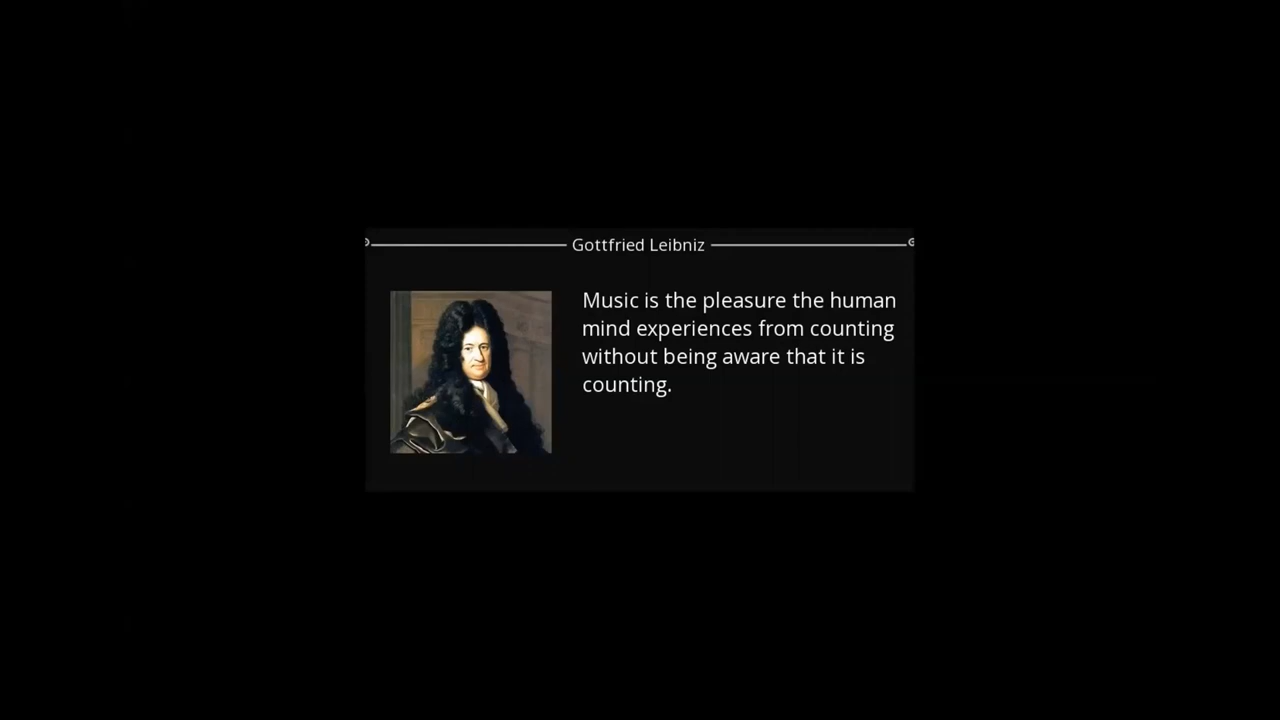 Gottfried Leibniz
Music is the pleasure the human
mind experiences from counting
without being aware that it is
counting.